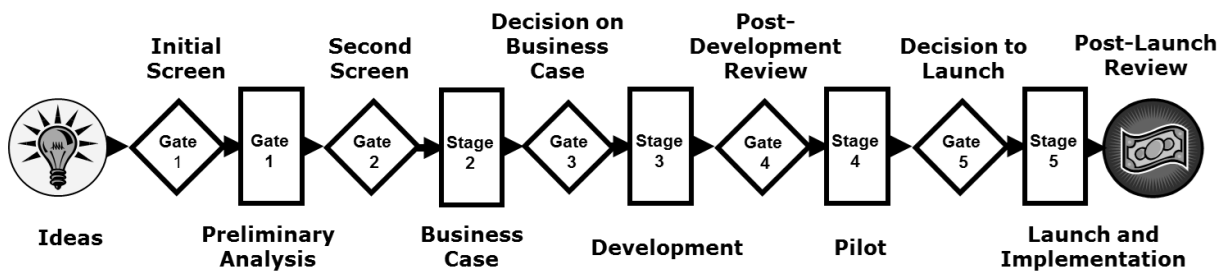 Initial
Screen
Second
Screen
Decision on
Business
Case
Post-
Development
Review
Decision to
Launch
Post-Launch
Review
Gate
1
Gate
1
Gate
2
Stage
2
Gate
3
Stage
3
Gate
4
Stage
4
Gate
5
Stage
5
Ideas
Preliminary
Analysis
Business
Case
Development
Pilot
Launch and
Implementation